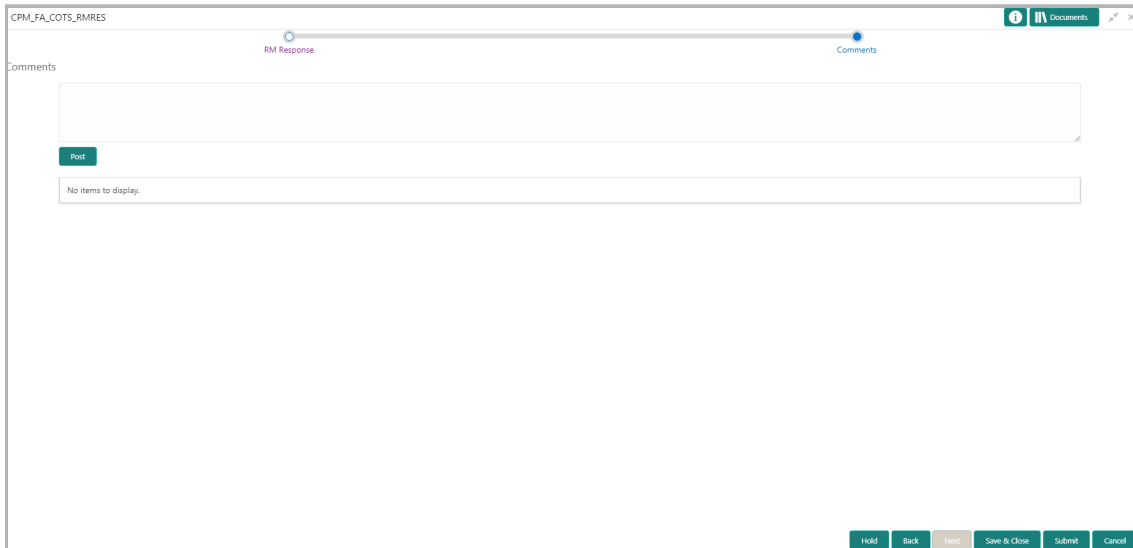 CPM_FA_COTS_RMRES
Documents
RM Response
Comments
Comments
Post
No items to display.
Hold
Back
Next
Save & Close
Submit
Cancel